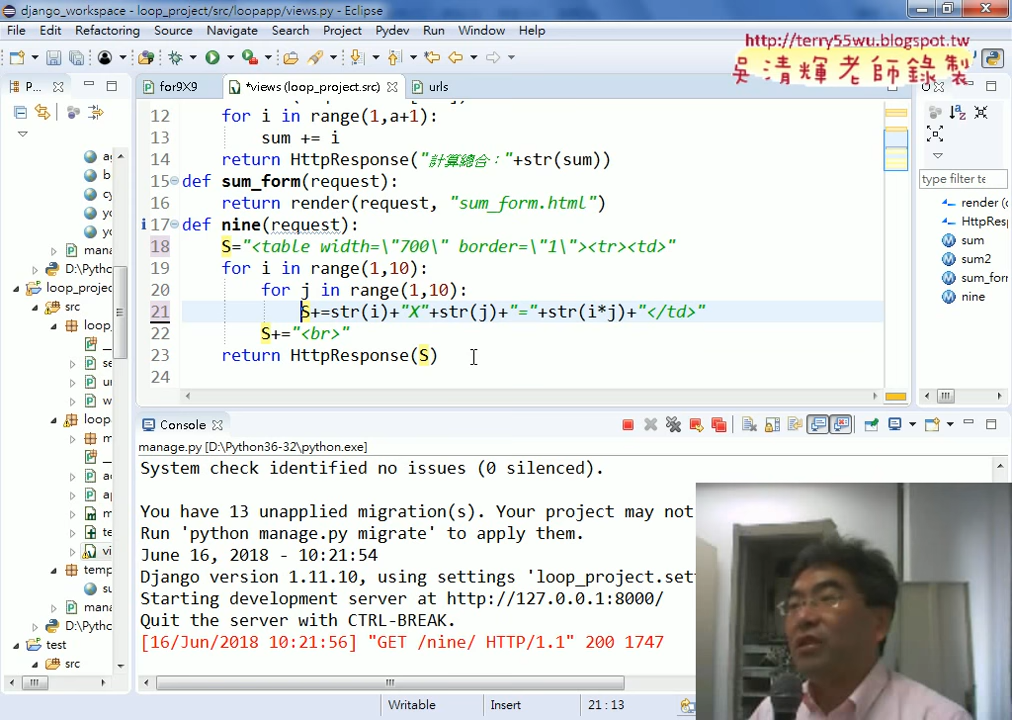 django_workspace - loop_project/src/loopapp/views.py - Eclipse
File Edit Refactoring Source Navigate Search Project Pydev Run Window Help
http://terry55wu.blogspot.tw
吳清輝老師錄製
P...
for9X9
*views (loop_project.src)
urls
12 for i in range(1,a+1):
13 sum += i
14 return HttpResponse("計算總合："+str(sum))
15 def sum_form(request):
16 return render(request, "sum_form.html")
17 def nine(request):
18 S="<table width=\"700\" border=\"1\"><tr><td>"
19 for i in range(1,10):
20 for j in range(1,10):
21 S+=str(i)+"X"+str(j)+"="+str(i*j)+"</td>"
22 S+="<br>"
23 return HttpResponse(S)
24
mana
D:\Pythc
loop_projec
src
loop_
mana
D:\Pythc
test
src
type filter te
render (
HttpResp
sum
sum2
sum_forn
nine
Console
manage.py [D:\Python36-32\python.exe]
System check identified no issues (0 silenced).
You have 13 unapplied migration(s). Your project may not
Run 'python manage.py migrate' to apply them.
June 16, 2018 - 10:21:54
Django version 1.11.10, using settings 'loop_project.set
Starting development server at http://127.0.0.1:8000/
Quit the server with CTRL-BREAK.
[16/Jun/2018 10:21:56] "GET /nine/ HTTP/1.1" 200 1747
Writable Insert 21 : 13